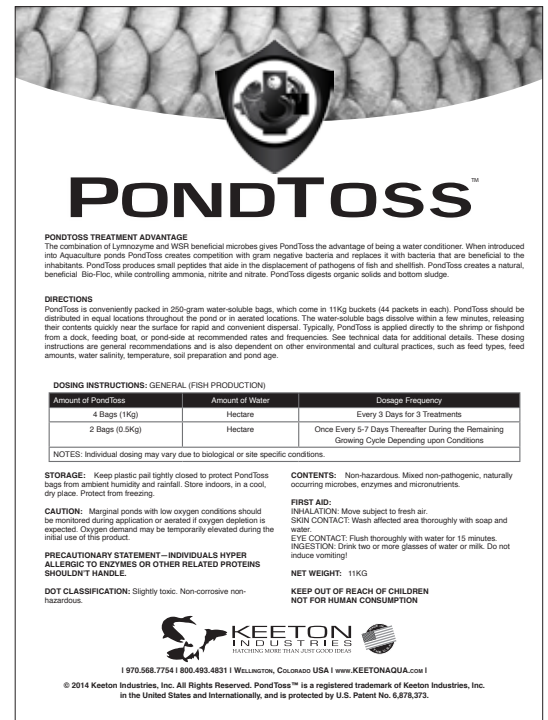 PONDTOSS™
PONDTOSS TREATMENT ADVANTAGE
The combination of Lymnozyme and WSR beneficial microbes gives PondToss the advantage of being a water conditioner. When introduced
into Aquaculture ponds PondToss creates competition with gram negative bacteria and replaces it with bacteria that are beneficial to the
inhabitants. PondToss produces small peptides that aide in the displacement of pathogens of fish and shellfish. PondToss creates a natural,
beneficial Bio-Floc, while controlling ammonia, nitrite and nitrate. PondToss digests organic solids and bottom sludge.
DIRECTIONS
PondToss is conveniently packed in 250-gram water-soluble bags, which come in 11Kg buckets (44 packets in each). PondToss should be
distributed in equal locations throughout the pond or in aerated locations. The water-soluble bags dissolve within a few minutes, releasing
their contents quickly near the surface for rapid and convenient dispersal. Typically, PondToss is applied directly to the shrimp or fishpond
from a dock, feeding boat, or pond-side at recommended rates and frequencies. See technical data for additional details. These dosing
instructions are general recommendations and is also dependent on other environmental and cultural practices, such as feed types, feed
amounts, water salinity, temperature, soil preparation and pond age.
DOSING INSTRUCTIONS: GENERAL (FISH PRODUCTION)
Amount of PondToss Amount of Water Dosage Frequency
4 Bags (1Kg) Hectare Every 3 Days for 3 Treatments
2 Bags (0.5Kg) Hectare Once Every 5-7 Days Thereafter During the Remaining
Growing Cycle Depending upon Conditions
NOTES: Individual dosing may vary due to biological or site specific conditions.
STORAGE: Keep plastic pail tightly closed to protect PondToss
bags from ambient humidity and rainfall. Store indoors, in a cool,
dry place. Protect from freezing.
CAUTION: Marginal ponds with low oxygen conditions should
be monitored during application or aerated if oxygen depletion is
expected. Oxygen demand may be temporarily elevated during the
initial use of this product.
PRECAUTIONARY STATEMENT—INDIVIDUALS HYPER
ALLERGIC TO ENZYMES OR OTHER RELATED PROTEINS
SHOULDN'T HANDLE.
DOT CLASSIFICATION: Slightly toxic. Non-corrosive non-
hazardous.
CONTENTS: Non-hazardous. Mixed non-pathogenic, naturally
occurring microbes, enzymes and micronutrients.
FIRST AID:
INHALATION: Move subject to fresh air.
SKIN CONTACT: Wash affected area thoroughly with soap and
water.
EYE CONTACT: Flush thoroughly with water for 15 minutes.
INGESTION: Drink two or more glasses of water or milk. Do not
induce vomiting!
NET WEIGHT: 11KG
KEEP OUT OF REACH OF CHILDREN
NOT FOR HUMAN CONSUMPTION
KEETON
INDUSTRIES
HATCHING MORE THAN JUST GOOD IDEAS
| 970.568.7754 | 800.493.4831 | WELLINGTON, COLORADO USA | WWW.KEETONAQUA.COM |
© 2014 Keeton Industries, Inc. All Rights Reserved. PondToss™ is a registered trademark of Keeton Industries, Inc.
in the United States and Internationally, and is protected by U.S. Patent No. 6,878,373.